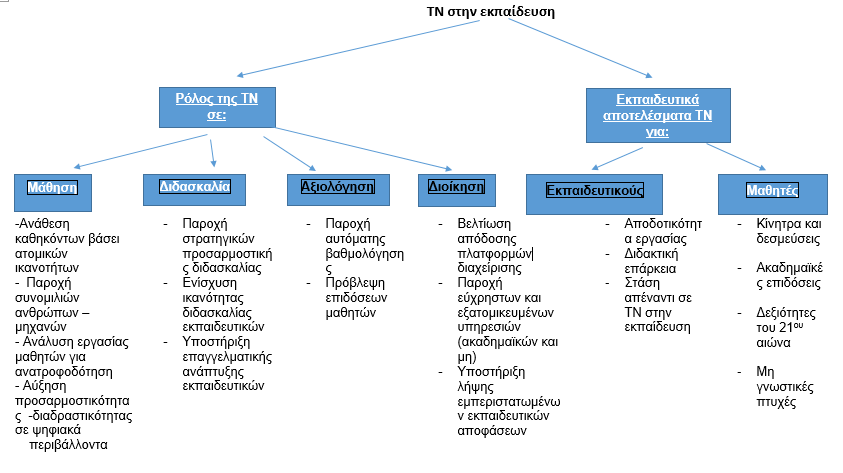 ΤΝ στην εκπαίδευση
Ρόλος της ΤΝ
σε:
Εκπαιδευτικά
αποτελέσματα ΤΝ
για:
Μάθηση
-Ανάθεση
καθηκόντων βάσει
ατομικών
ικανοτήτων
- Παροχή
συνομιλιών
ανθρώπων –
μηχανών
- Ανάλυση εργασίας
μαθητών για
ανατροφοδότηση
- Αύξηση
προσαρμοστικότητα
ς -διαδραστικότητας
σε ψηφιακά
περιβάλλοντα
Διδασκαλία
- Παροχή
στρατηγικών
προσαρμοστική
ς διδασκαλίας
- Ενίσχυση
ικανότητας
διδασκαλίας
εκπαιδευτικών
- Υποστήριξη
επαγγελματικής
ανάπτυξης
εκπαιδευτικών
Αξιολόγηση
- Παροχή
αυτόματης
βαθμολόγηση
ς
- Πρόβλεψη
επιδόσεων
μαθητών
Διοίκηση
- Βελτίωση
απόδοσης
πλατφορμών
διαχείρισης
- Παροχή
εύχρηστων και
εξατομικευμένων
υπηρεσιών
(ακαδημαϊκών και
μη)
- Υποστήριξη
λήψης
εμπεριστατωμένω
ν εκπαιδευτικών
αποφάσεων
Εκπαιδευτικούς
- Αποδοτικότητ
α εργασίας
- Διδακτική
επάρκεια
- Στάση
απέναντι σε
ΤΝ στην
εκπαίδευση
Μαθητές
- Κίνητρα και
δεσμεύσεις
- Ακαδημαϊκέ
ς επιδόσεις
- Δεξιότητες
του 21ου
αιώνα
- Μη
γνωστικές
πτυχές